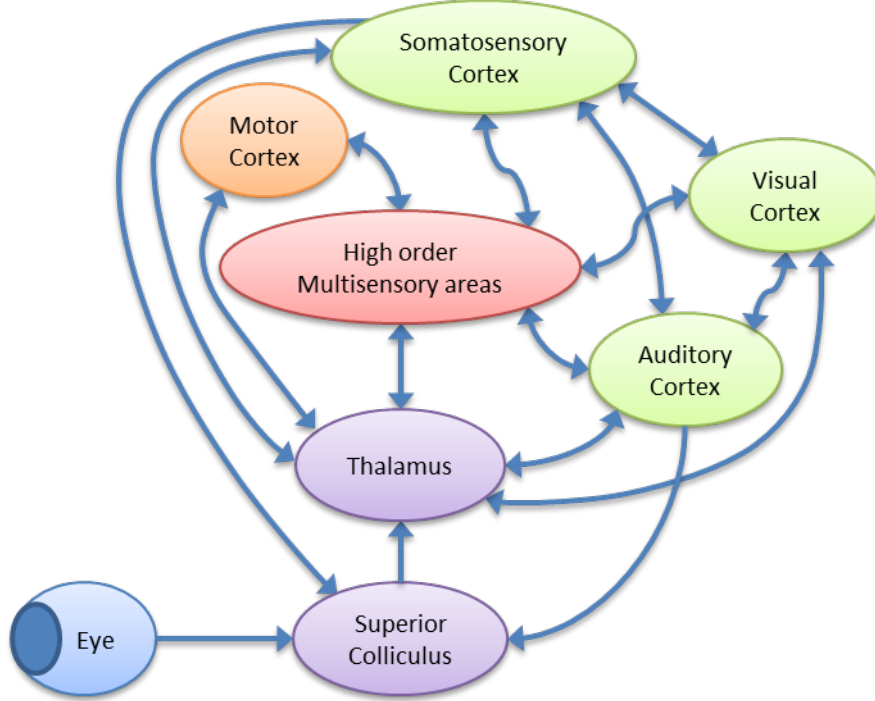 Somatosensory
Cortex
Motor
Cortex
Visual
Cortex
High order
Multisensory areas
Auditory
Cortex
Thalamus
Superior
Colliculus
Eye